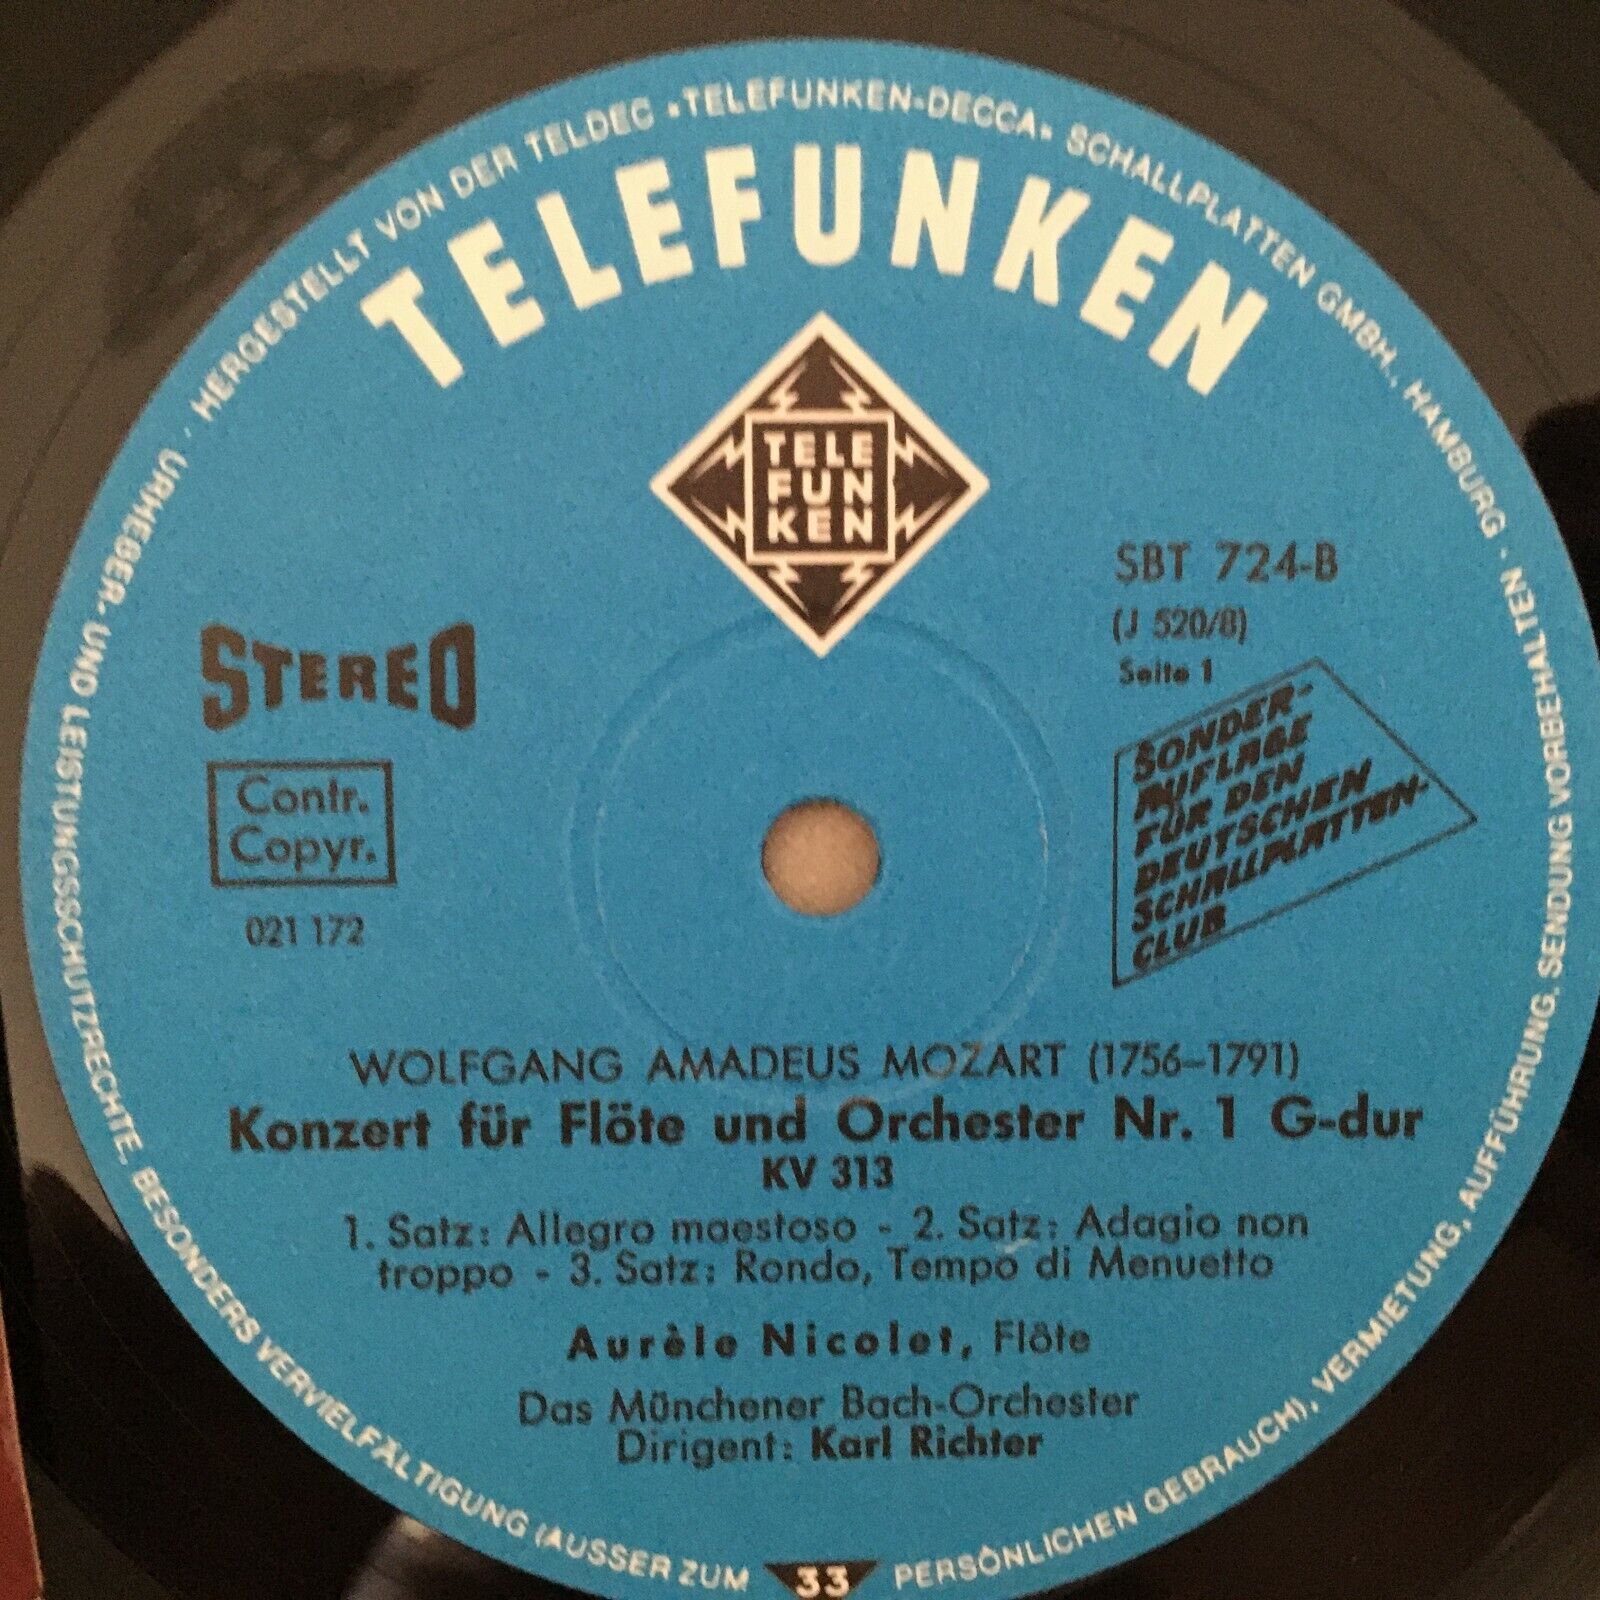 HERGESTELLT VON DER TELDEC »TELEFUNKEN-DECCA« SCHALLPLATTEN GMBH., HAMBURG ·
TELEFUNKEN
TELE
FUN
KEN
SBT 724-B
(J 520/8)
Seite 1
STEREO
Contr.
Copyr.
021 172
SONDER-
AUFLAGE
FÜR DEN
DEUTSCHEN
SCHALLPLATTEN-
CLUB
WOLFGANG AMADEUS MOZART (1756–1791)
Konzert für Flöte und Orchester Nr. 1 G-dur
KV 313
1. Satz: Allegro maestoso - 2. Satz: Adagio non
troppo - 3. Satz: Rondo, Tempo di Menuetto
Aurèle Nicolet, Flöte
Das Münchener Bach-Orchester
Dirigent: Karl Richter
URHEBER- UND LEISTUNGSSCHUTZRECHTE, BESONDERS VERVIELFÄLTIGUNG (AUSSER ZUM PERSÖNLICHEN GEBRAUCH), VERMIETUNG, AUFFÜHRUNG, SENDUNG VORBEHALTEN ·
33